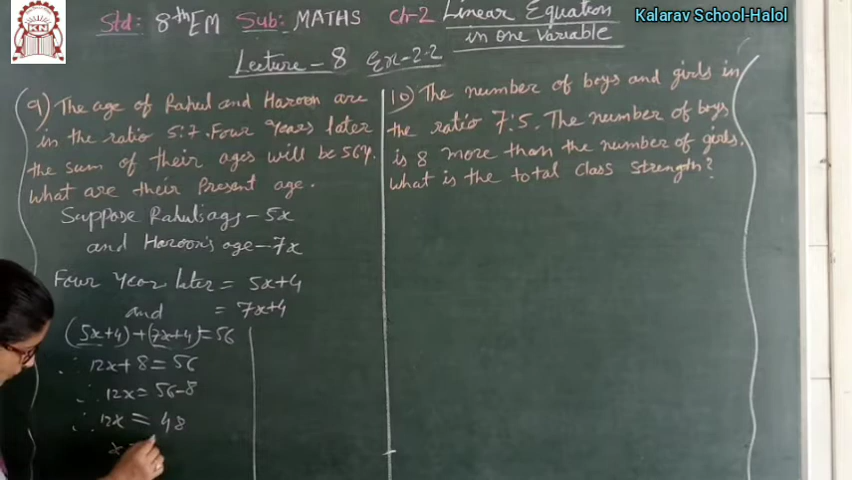 Kalarav School-Halol
KN
Std: 8th EM Sub: MATHS Ch-2 Linear Equation
in one Variable
Lecture - 8 Ex-2.2
9) The age of Rahul and Haroon are
in the ratio 5:7. Four Years later
the sum of their ages will be 56y.
What are their Present age.
Suppose Rahul's ags - 5x
and Haroon's age - 7x
Four Year later = 5x+4
and = 7x+4
(5x+4)+(7x+4)=56
∴ 12x+8=56
∴ 12x=56-8
∴ 12x = 48
x
10) The number of boys and girls in
the ratio 7:5. The number of boys
is 8 more than the number of girls.
What is the total Class Strength?